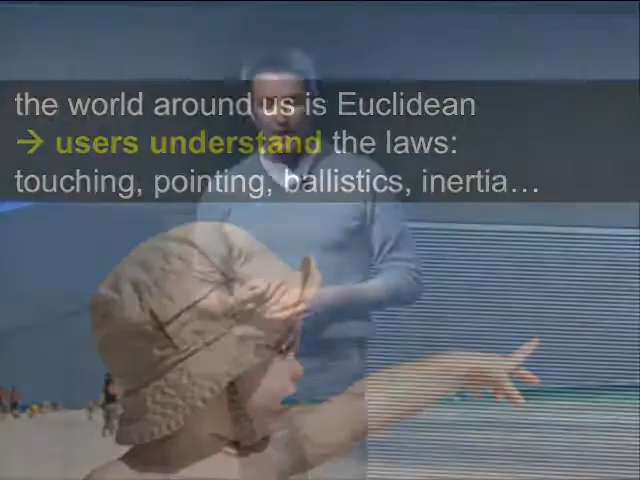 the world around us is Euclidean
→ users understand the laws:
touching, pointing, ballistics, inertia…